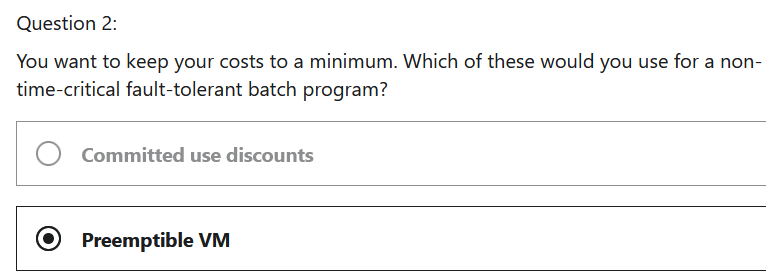 Question 2:
You want to keep your costs to a minimum. Which of these would you use for a non-
time-critical fault-tolerant batch program?
Committed use discounts
Preemptible VM